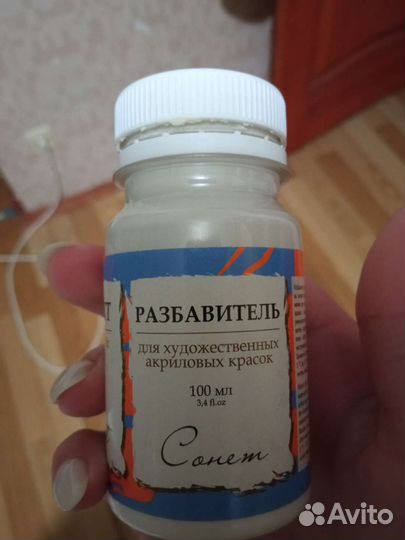 РАЗБАВИТЕЛЬ
для художественных
акриловых красок
100 мл
3,4 fl.oz
Сонет
Avito